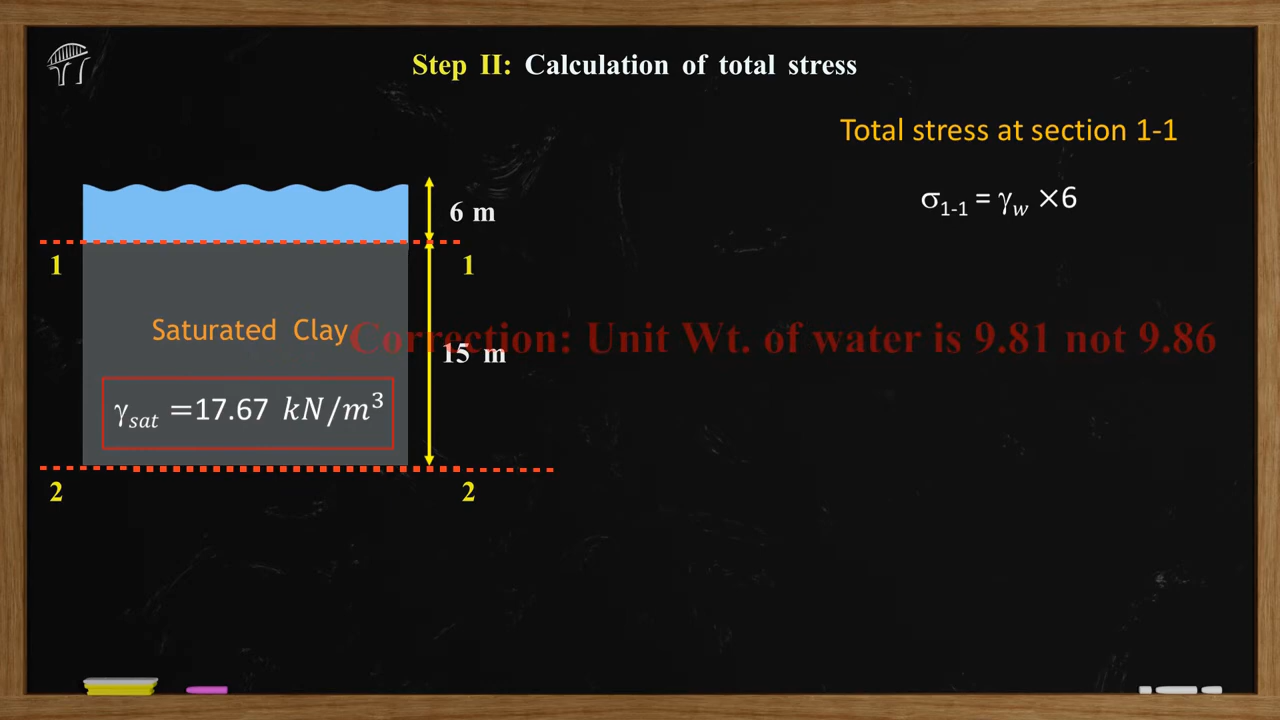 Step II: Calculation of total stress
Total stress at section 1-1
σ1-1 = γw ×6
6 m
1
1
Saturated Clay
Correction: Unit Wt. of water is 9.81 not 9.86
15 m
γsat =17.67 kN/m³
2
2